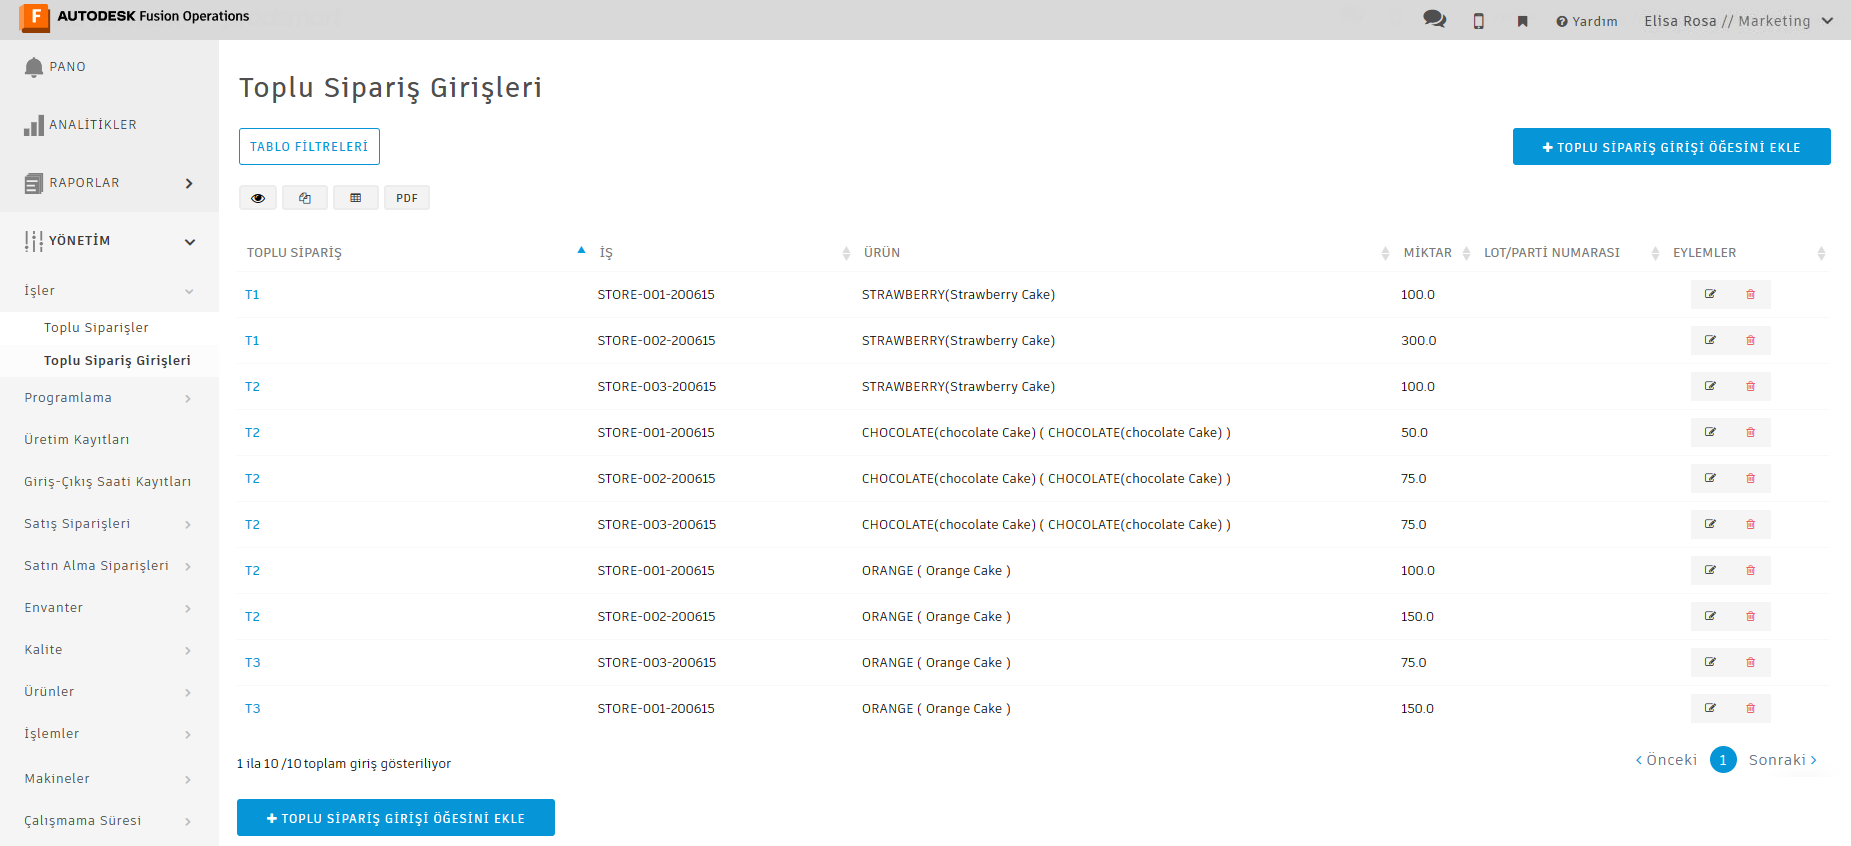 AUTODESK Fusion Operations
Yardım
Elisa Rosa // Marketing
PANO
ANALİTİKLER
RAPORLAR
YÖNETİM
İşler
Toplu Siparişler
Toplu Sipariş Girişleri
Programlama
Üretim Kayıtları
Giriş-Çıkış Saati Kayıtları
Satış Siparişleri
Satın Alma Siparişleri
Envanter
Kalite
Ürünler
İşlemler
Makineler
Çalışmama Süresi
Toplu Sipariş Girişleri
TABLO FİLTRELERİ
+ TOPLU SİPARİŞ GİRİŞİ ÖĞESİNİ EKLE
PDF
TOPLU SİPARİŞ İŞ ÜRÜN MİKTAR LOT/PARTİ NUMARASI EYLEMLER
T1 STORE-001-200615 STRAWBERRY(Strawberry Cake) 100.0
T1 STORE-002-200615 STRAWBERRY(Strawberry Cake) 300.0
T2 STORE-003-200615 STRAWBERRY(Strawberry Cake) 100.0
T2 STORE-001-200615 CHOCOLATE(chocolate Cake) ( CHOCOLATE(chocolate Cake) ) 50.0
T2 STORE-002-200615 CHOCOLATE(chocolate Cake) ( CHOCOLATE(chocolate Cake) ) 75.0
T2 STORE-003-200615 CHOCOLATE(chocolate Cake) ( CHOCOLATE(chocolate Cake) ) 75.0
T2 STORE-001-200615 ORANGE ( Orange Cake ) 100.0
T2 STORE-002-200615 ORANGE ( Orange Cake ) 150.0
T3 STORE-003-200615 ORANGE ( Orange Cake ) 75.0
T3 STORE-001-200615 ORANGE ( Orange Cake ) 150.0
1 ila 10 /10 toplam giriş gösteriliyor
< Önceki 1 Sonraki >
+ TOPLU SİPARİŞ GİRİŞİ ÖĞESİNİ EKLE